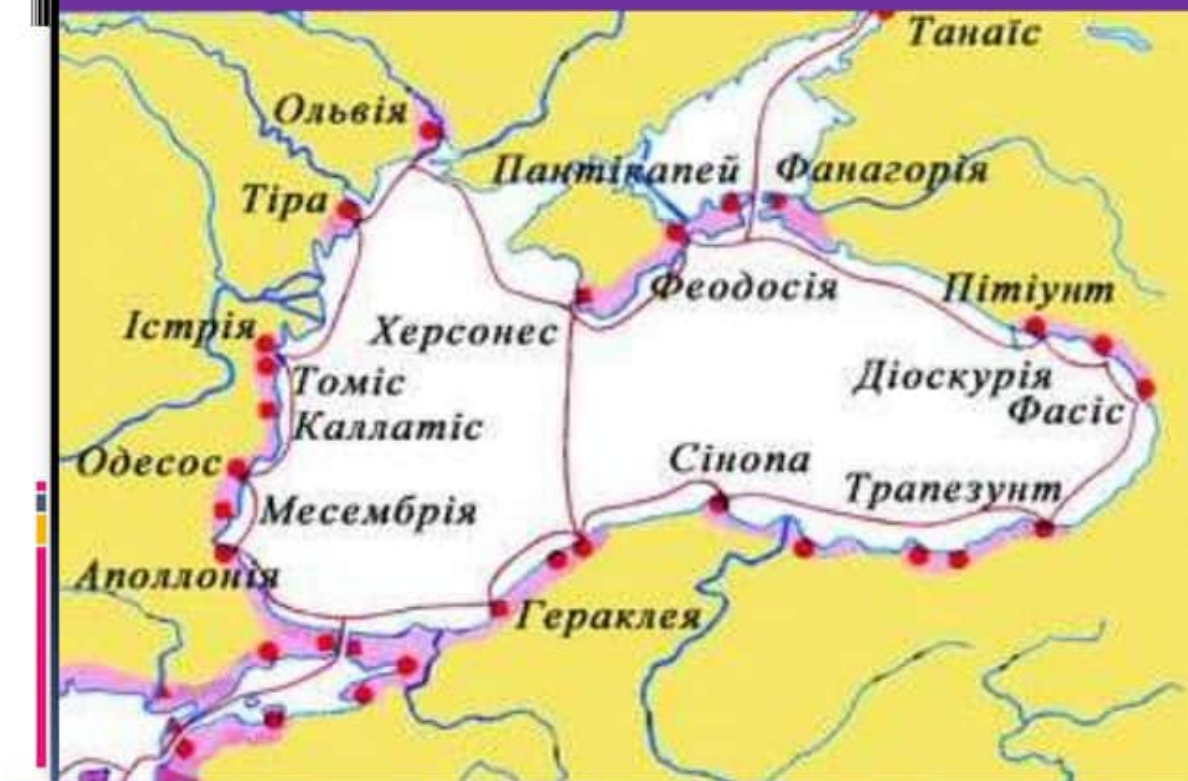 Танаїс
Ольвія
Пантікапей
Фанагорія
Тіра
Феодосія
Пітіунт
Істрія
Херсонес
Томіс
Діоскурія
Фасіс
Каллатіс
Одесос
Сінопа
Трапезунт
Месембрія
Аполлонія
Гераклея